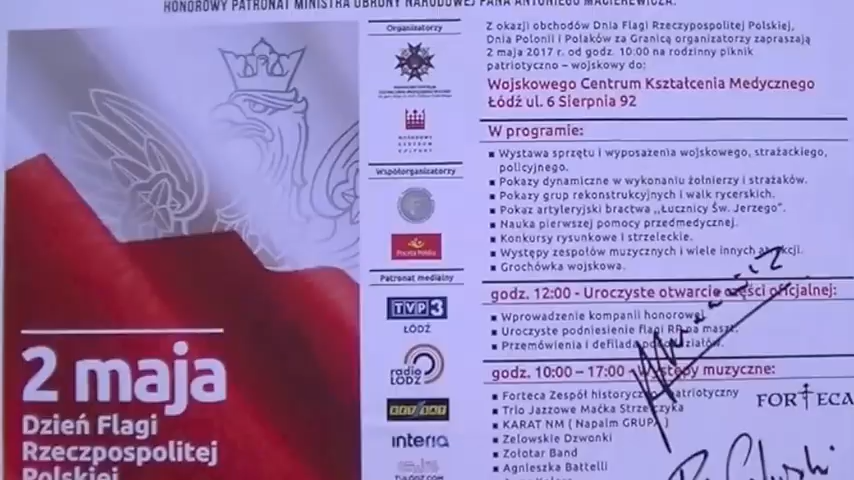 HONOROWY PATRONAT MINISTRA OBRONY NARODOWEJ PANA ANTONIEGO MACIEREWICZA.
2 maja
Dzień Flagi
Rzeczpospolitej
Polskiej
Organizatorzy
Współorganizatorzy
Poczta Polska
Patronat medialny
TVP3
ŁÓDŹ
radio
ŁÓDŹ
interia
Z okazji obchodów Dnia Flagi Rzeczypospolitej Polskiej,
Dnia Polonii i Polaków za Granicą organizatorzy zapraszają
2 maja 2017 r. od godz. 10:00 na rodzinny piknik
patriotyczno – wojskowy do:
Wojskowego Centrum Kształcenia Medycznego
Łódź ul. 6 Sierpnia 92
W programie:
▪ Wystawa sprzętu i wyposażenia wojskowego, strażackiego,
policyjnego.
▪ Pokazy dynamiczne w wykonaniu żołnierzy i strażaków.
▪ Pokazy grup rekonstrukcyjnych i walk rycerskich.
▪ Pokaz artyleryjski bractwa ,,Łucznicy Św. Jerzego".
▪ Nauka pierwszej pomocy przedmedycznej.
▪ Konkursy rysunkowe i strzeleckie.
▪ Występy zespołów muzycznych i wiele innych atrakcji.
▪ Grochówka wojskowa.
godz. 12:00 - Uroczyste otwarcie części oficjalnej:
▪ Wprowadzenie kompanii honorowej
▪ Uroczyste podniesienie flagi RP na maszt.
▪ Przemówienia i defilada pododdziałów.
godz. 10:00 – 17:00 - Występy muzyczne:
▪ Forteca Zespół historyczno patriotyczny
▪ Trio Jazzowe Maćka Strzelczyka
▪ KARAT NM ( Napalm GRUPA )
▪ Zelowskie Dzwonki
▪ Zołotar Band
▪ Agnieszka Battelli
FORTECA